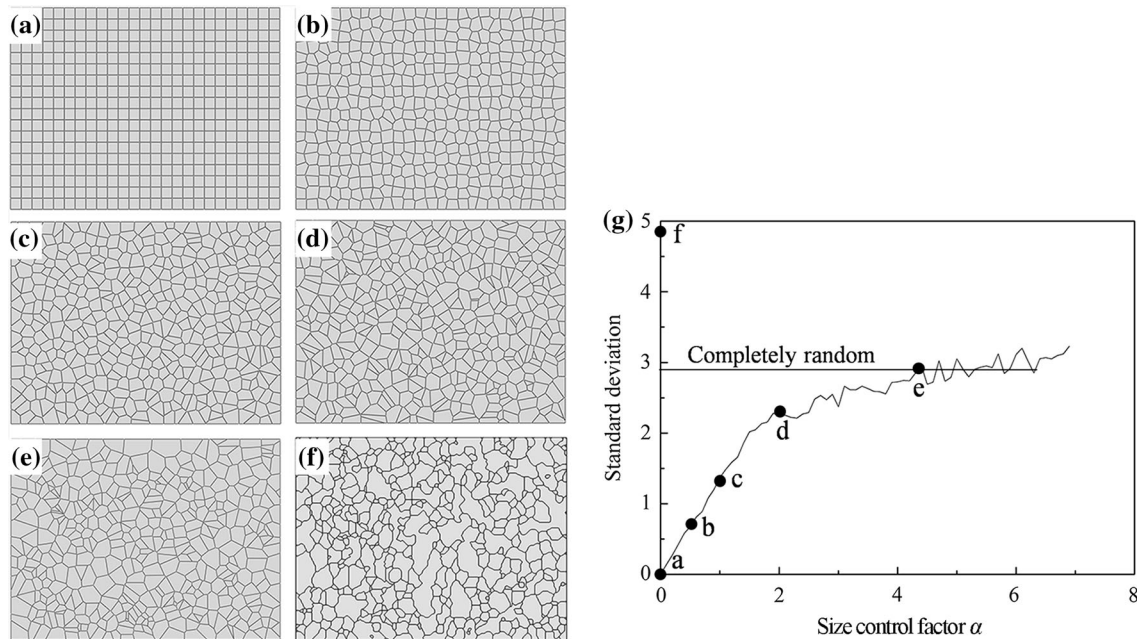 (a)
(b)
(c)
(d)
(e)
(f)
(g)
5
4
3
2
1
0
Standard deviation
f
Completely random
e
d
c
b
a
0
2
4
6
8
Size control factor α